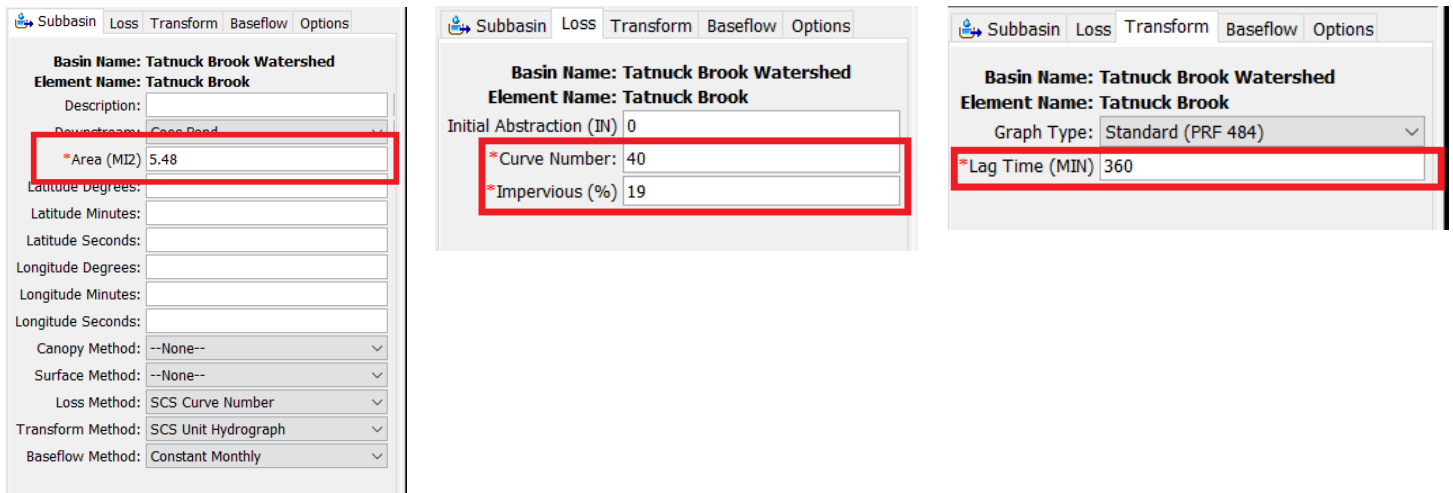 Subbasin Loss Transform Baseflow Options
Basin Name: Tatnuck Brook Watershed
Element Name: Tatnuck Brook
Description:
Downstream: Coes Pond
*Area (MI2) 5.48
Latitude Degrees:
Latitude Minutes:
Latitude Seconds:
Longitude Degrees:
Longitude Minutes:
Longitude Seconds:
Canopy Method: --None--
Surface Method: --None--
Loss Method: SCS Curve Number
Transform Method: SCS Unit Hydrograph
Baseflow Method: Constant Monthly
Subbasin Loss Transform Baseflow Options
Basin Name: Tatnuck Brook Watershed
Element Name: Tatnuck Brook
Initial Abstraction (IN) 0
*Curve Number: 40
*Impervious (%) 19
Subbasin Loss Transform Baseflow Options
Basin Name: Tatnuck Brook Watershed
Element Name: Tatnuck Brook
Graph Type: Standard (PRF 484)
*Lag Time (MIN) 360